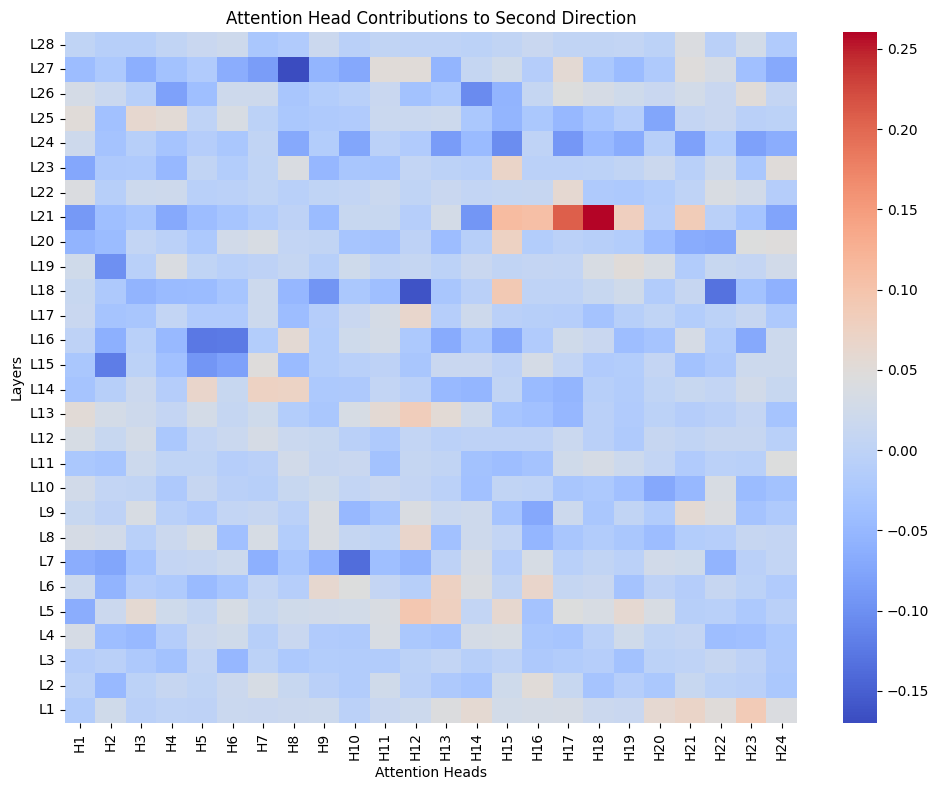 Attention Head Contributions to Second Direction
Layers
L28
L27
L26
L25
L24
L23
L22
L21
L20
L19
L18
L17
L16
L15
L14
L13
L12
L11
L10
L9
L8
L7
L6
L5
L4
L3
L2
L1
H1 H2 H3 H4 H5 H6 H7 H8 H9 H10 H11 H12 H13 H14 H15 H16 H17 H18 H19 H20 H21 H22 H23 H24
Attention Heads
0.25
0.20
0.15
0.10
0.05
0.00
−0.05
−0.10
−0.15